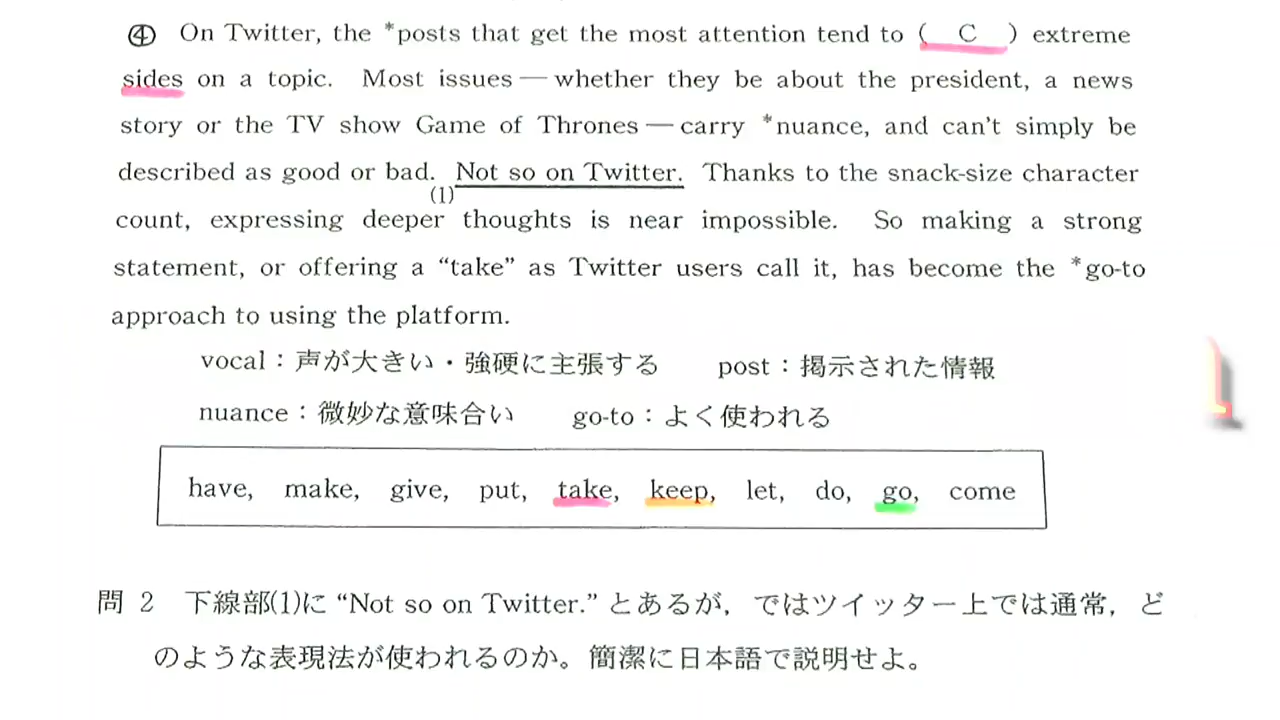 ④ On Twitter, the *posts that get the most attention tend to ( C ) extreme
sides on a topic. Most issues — whether they be about the president, a news
story or the TV show Game of Thrones — carry *nuance, and can't simply be
described as good or bad. Not so on Twitter. Thanks to the snack-size character
(1)
count, expressing deeper thoughts is near impossible. So making a strong
statement, or offering a “take” as Twitter users call it, has become the *go-to
approach to using the platform.
vocal：声が大きい・強硬に主張する post：掲示された情報
nuance：微妙な意味合い go-to：よく使われる
have, make, give, put, take, keep, let, do, go, come
問 2 下線部(1)に “Not so on Twitter.” とあるが，ではツイッター上では通常，ど
のような表現法が使われるのか。簡潔に日本語で説明せよ。